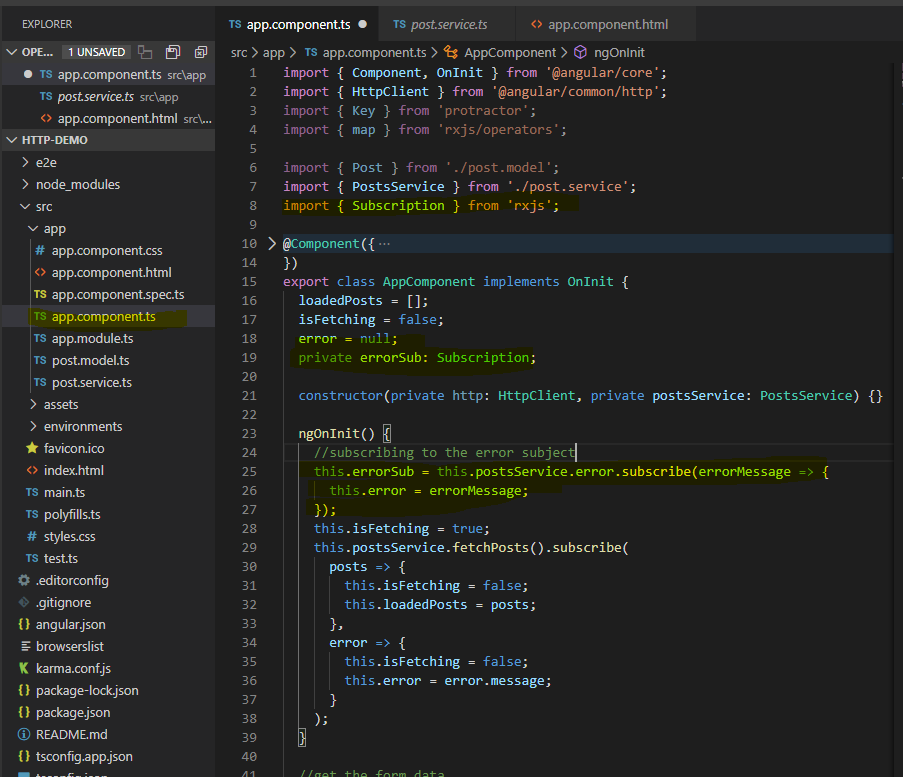 EXPLORER
OPE... 1 UNSAVED
TS app.component.ts src\app
TS post.service.ts src\app
<> app.component.html src\...
HTTP-DEMO
e2e
node_modules
src
app
# app.component.css
<> app.component.html
TS app.component.spec.ts
TS app.component.ts
TS app.module.ts
TS post.model.ts
TS post.service.ts
assets
environments
favicon.ico
<> index.html
TS main.ts
TS polyfills.ts
# styles.css
TS test.ts
.editorconfig
.gitignore
{} angular.json
browserslist
karma.conf.js
{} package-lock.json
{} package.json
README.md
{} tsconfig.app.json
TS app.component.ts ● TS post.service.ts <> app.component.html
src > app > TS app.component.ts > AppComponent > ngOnInit
1 import { Component, OnInit } from '@angular/core';
2 import { HttpClient } from '@angular/common/http';
3 import { Key } from 'protractor';
4 import { map } from 'rxjs/operators';
5
6 import { Post } from './post.model';
7 import { PostsService } from './post.service';
8 import { Subscription } from 'rxjs';
9
10 @Component({ ...
14 })
15 export class AppComponent implements OnInit {
16 loadedPosts = [];
17 isFetching = false;
18 error = null;
19 private errorSub: Subscription;
20
21 constructor(private http: HttpClient, private postsService: PostsService) {}
22
23 ngOnInit() {
24 //subscribing to the error subject
25 this.errorSub = this.postsService.error.subscribe(errorMessage => {
26 this.error = errorMessage;
27 });
28 this.isFetching = true;
29 this.postsService.fetchPosts().subscribe(
30 posts => {
31 this.isFetching = false;
32 this.loadedPosts = posts;
33 },
34 error => {
35 this.isFetching = false;
36 this.error = error.message;
37 }
38 );
39 }
40
41 //get the form data